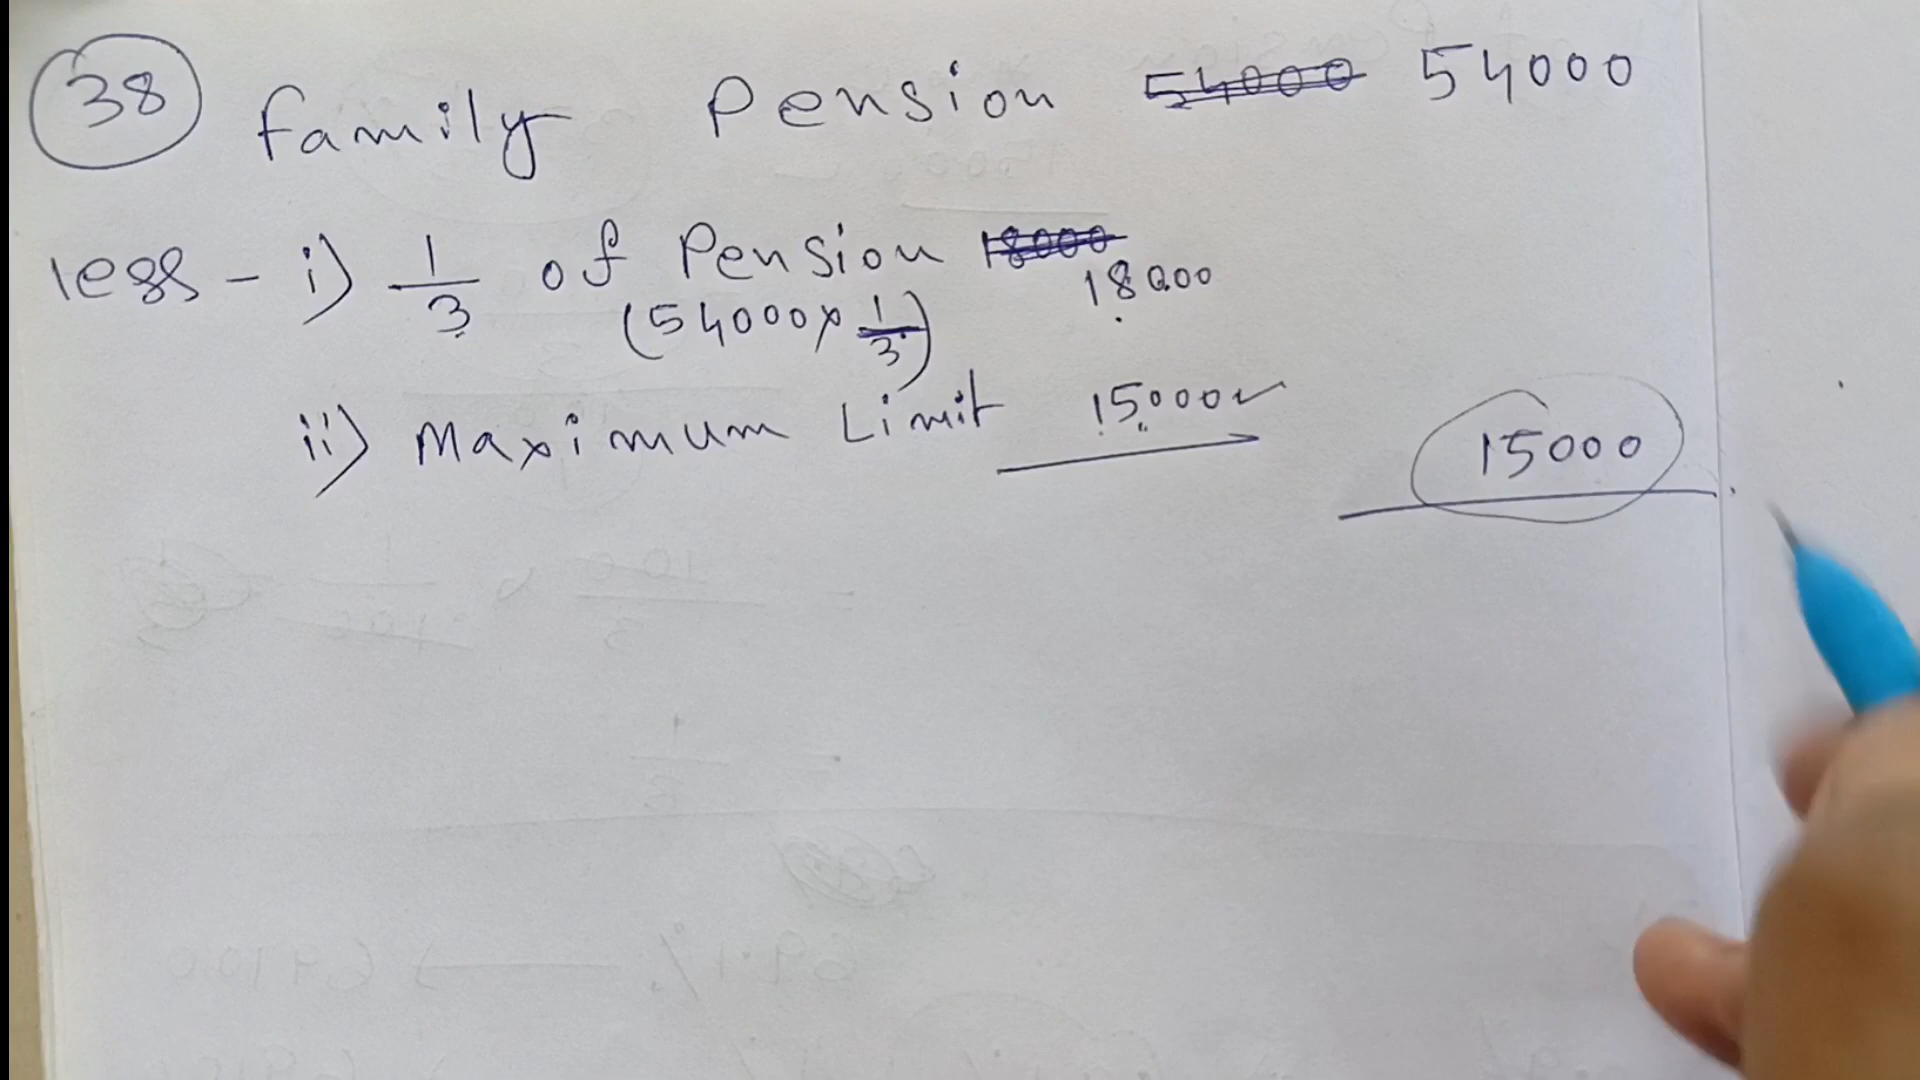 38 family Pension 54000 54000
less - i) 1/3 of Pension 18000
(54000 x 1/3) 18000
ii) Maximum Limit 15000 ✓
15000